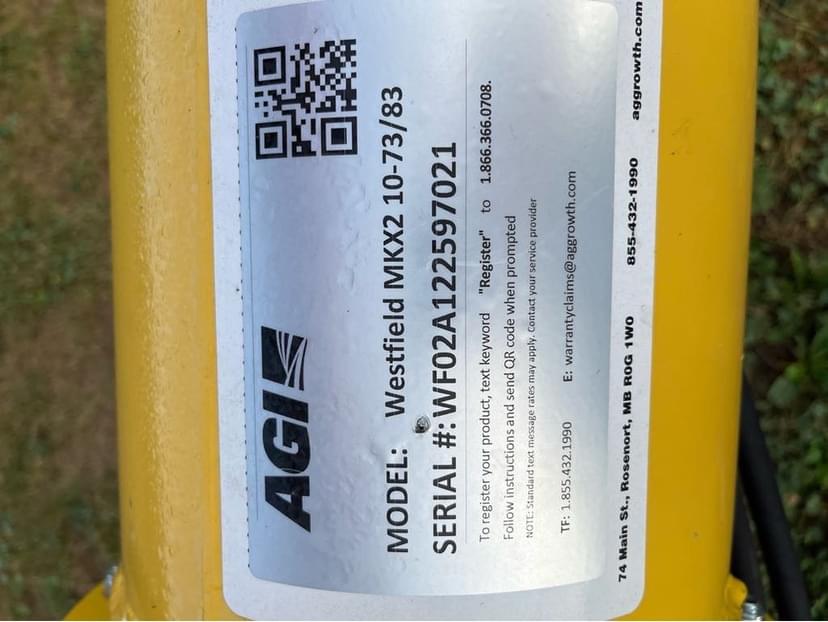 AGI
MODEL: Westfield MKX2 10-73/83
SERIAL #: WF02A122597021
To register your product, text keyword "Register" to 1.866.366.0708.
Follow instructions and send QR code when prompted
NOTE: Standard text message rates may apply. Contact your service provider
TF: 1.855.432.1990 E: warrantyclaims@aggrowth.com
74 Main St., Rosenort, MB R0G 1W0 855-432-1990 aggrowth.com